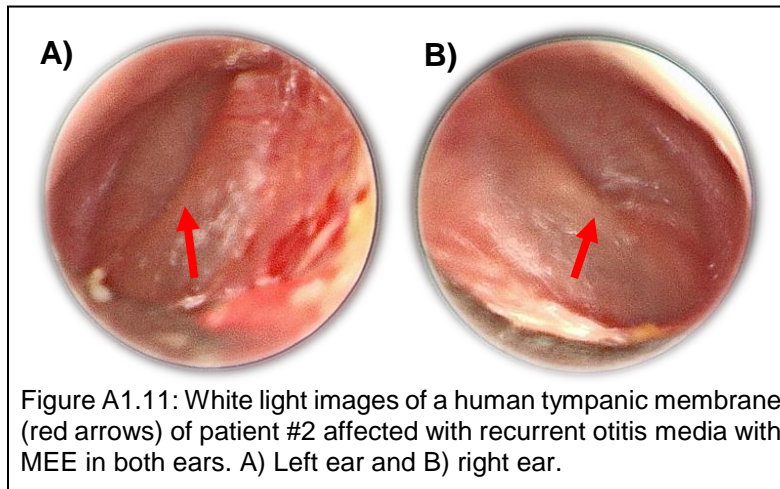 A)
B)
Figure A1.11: White light images of a human tympanic membrane
(red arrows) of patient #2 affected with recurrent otitis media with
MEE in both ears. A) Left ear and B) right ear.